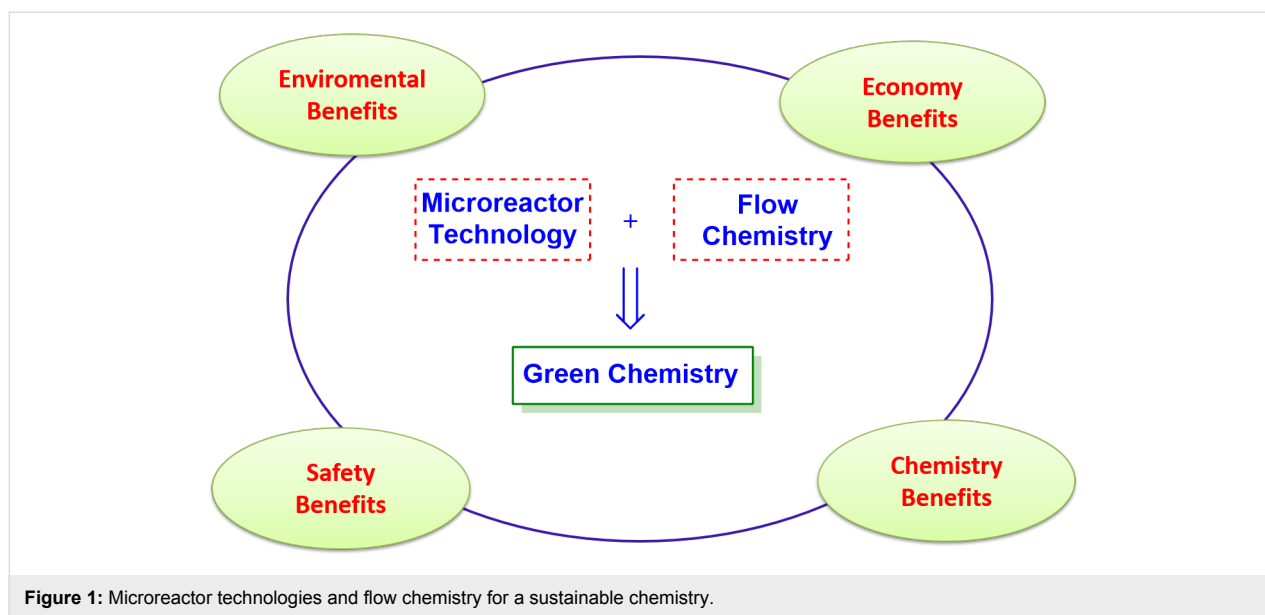 Enviromental
Benefits
Economy
Benefits
Microreactor
Technology
+
Flow
Chemistry
Green Chemistry
Safety
Benefits
Chemistry
Benefits
Figure 1: Microreactor technologies and flow chemistry for a sustainable chemistry.